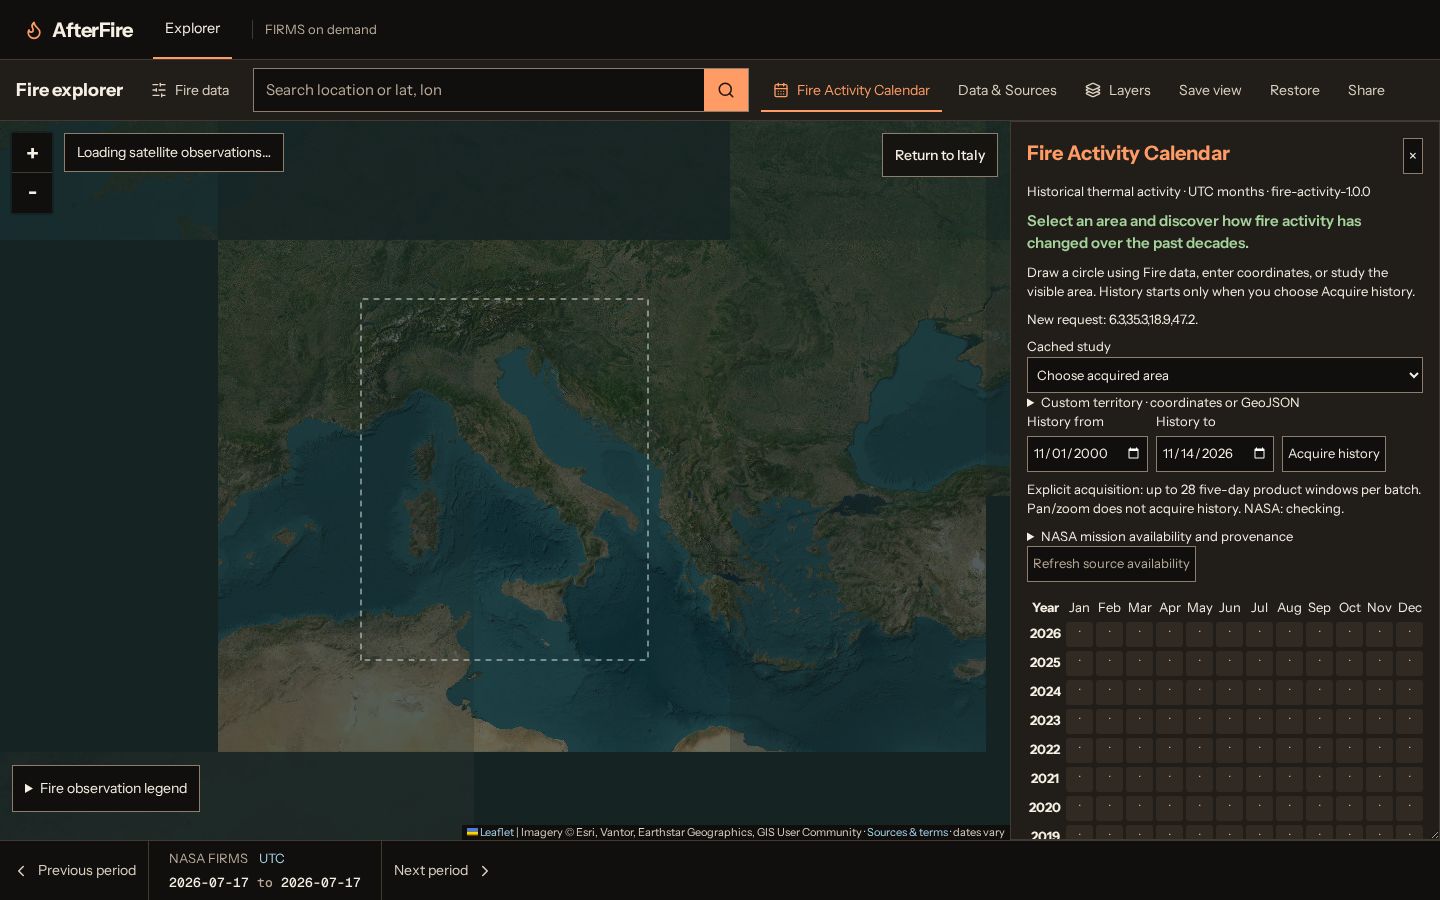 AfterFire
Explorer
FIRMS on demand
Fire explorer
Fire data
Search location or lat, lon
Fire Activity Calendar
Data & Sources
Layers
Save view
Restore
Share
+
-
Loading satellite observations...
Return to Italy
Fire Activity Calendar
×
Historical thermal activity · UTC months · fire-activity-1.0.0
Select an area and discover how fire activity has
changed over the past decades.
Draw a circle using Fire data, enter coordinates, or study the
visible area. History starts only when you choose Acquire history.
New request: 6.3,35.3,18.9,47.2.
Cached study
Choose acquired area
Custom territory · coordinates or GeoJSON
History from History to
11/01/2000 11/14/2026 Acquire history
Explicit acquisition: up to 28 five-day product windows per batch.
Pan/zoom does not acquire history. NASA: checking.
NASA mission availability and provenance
Refresh source availability
Year Jan Feb Mar Apr May Jun Jul Aug Sep Oct Nov Dec
2026 · · · · · · · · · · · ·
2025 · · · · · · · · · · · ·
2024 · · · · · · · · · · · ·
2023 · · · · · · · · · · · ·
2022 · · · · · · · · · · · ·
2021 · · · · · · · · · · · ·
2020 · · · · · · · · · · · ·
2019 · · · · · · · · · · · ·
Fire observation legend
Leaflet | Imagery © Esri, Vantor, Earthstar Geographics, GIS User Community · Sources & terms · dates vary
Previous period
NASA FIRMS UTC
2026-07-17 to 2026-07-17
Next period